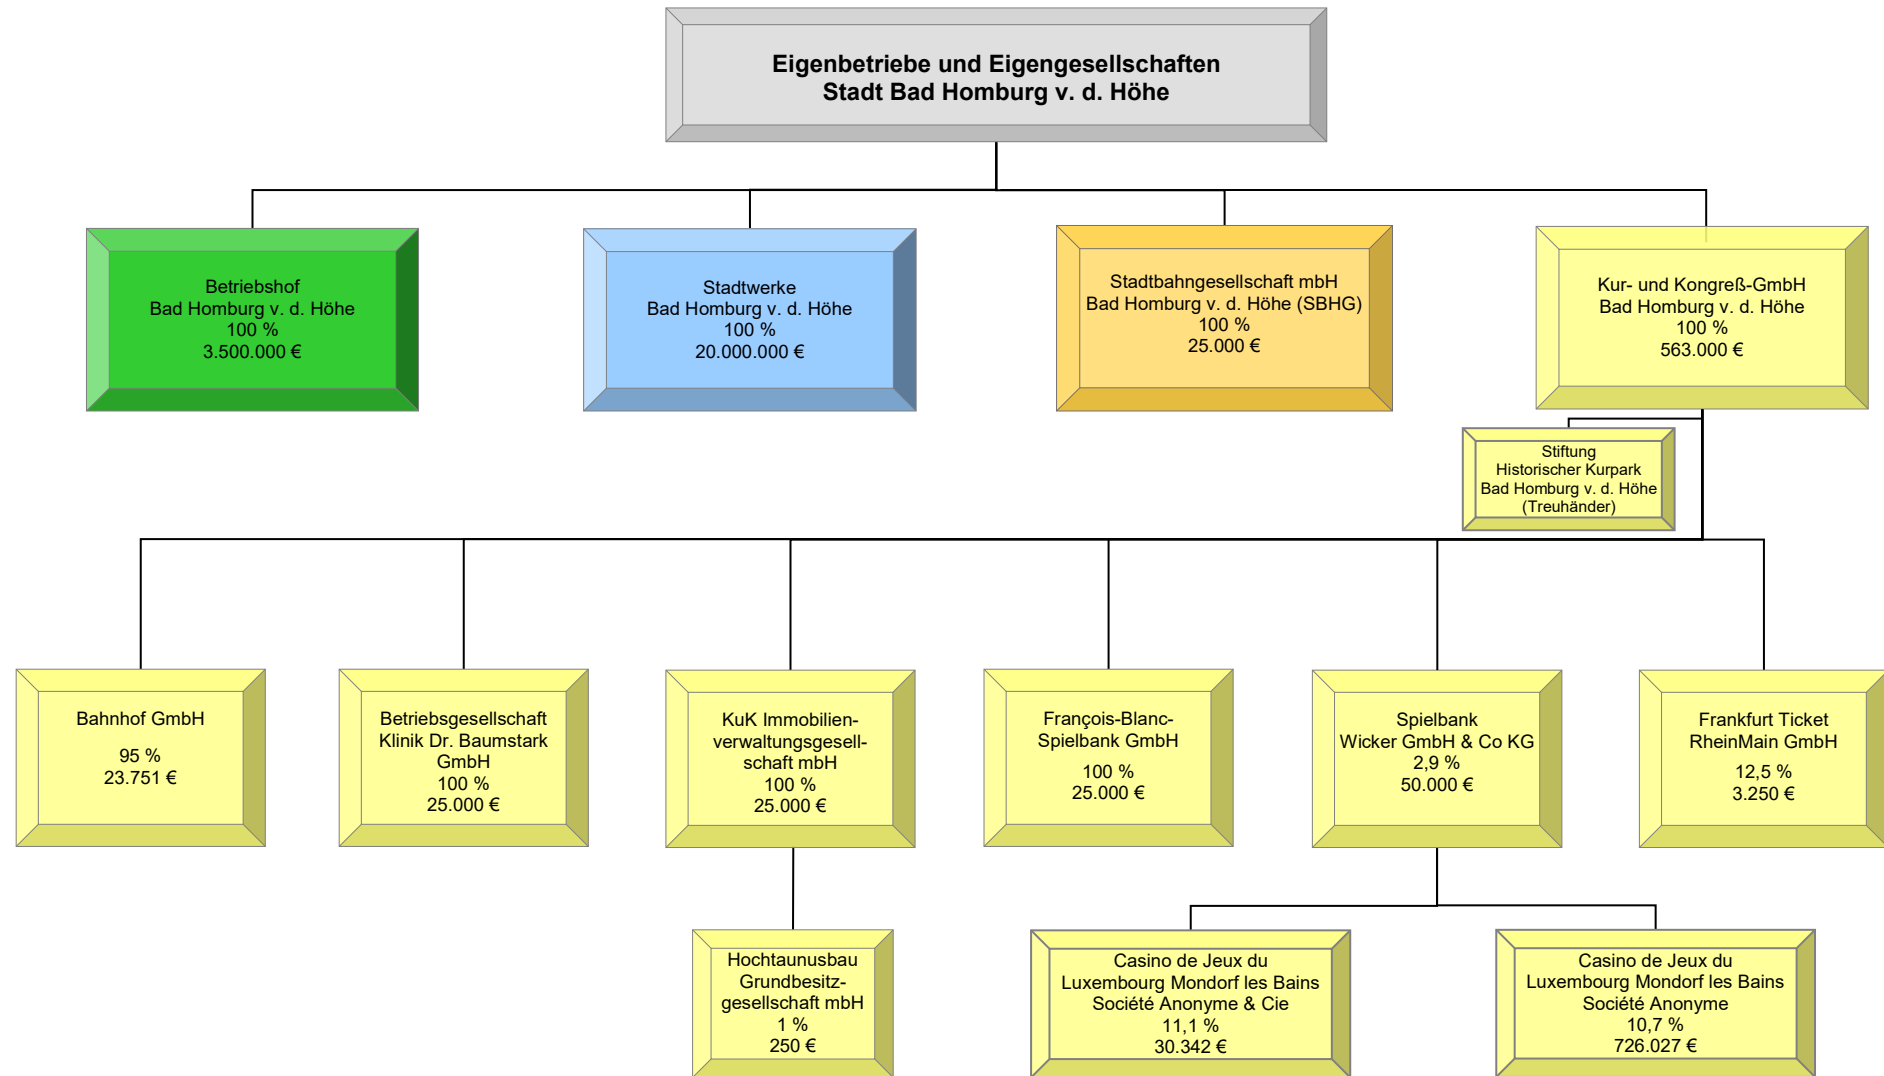 Eigenbetriebe und Eigengesellschaften
Stadt Bad Homburg v. d. Höhe
Betriebshof
Bad Homburg v. d. Höhe
100 %
3.500.000 €
Stadtwerke
Bad Homburg v. d. Höhe
100 %
20.000.000 €
Stadtbahngesellschaft mbH
Bad Homburg v. d. Höhe (SBHG)
100 %
25.000 €
Kur- und Kongreß-GmbH
Bad Homburg v. d. Höhe
100 %
563.000 €
Stiftung
Historischer Kurpark
Bad Homburg v. d. Höhe
(Treuhänder)
Bahnhof GmbH
95 %
23.751 €
Betriebsgesellschaft
Klinik Dr. Baumstark
GmbH
100 %
25.000 €
KuK Immobilien-
verwaltungsgesell-
schaft mbH
100 %
25.000 €
François-Blanc-
Spielbank GmbH
100 %
25.000 €
Spielbank
Wicker GmbH & Co KG
2,9 %
50.000 €
Frankfurt Ticket
RheinMain GmbH
12,5 %
3.250 €
Hochtaunusbau
Grundbesitz-
gesellschaft mbH
1 %
250 €
Casino de Jeux du
Luxembourg Mondorf les Bains
Société Anonyme & Cie
11,1 %
30.342 €
Casino de Jeux du
Luxembourg Mondorf les Bains
Société Anonyme
10,7 %
726.027 €